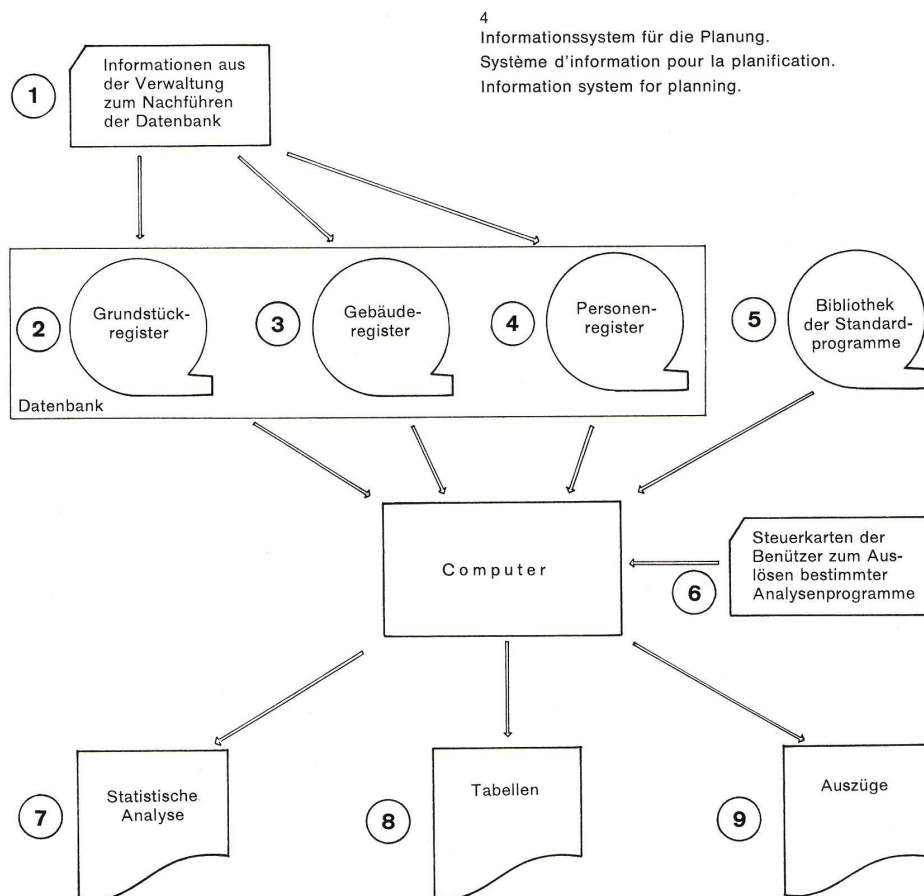 4
Informationssystem für die Planung.
Système d'information pour la planification.
Information system for planning.
1
Informationen aus
der Verwaltung
zum Nachführen
der Datenbank
2
Grundstück-
register
3
Gebäude-
register
4
Personen-
register
Datenbank
5
Bibliothek
der Standard-
programme
Computer
6
Steuerkarten der
Benützer zum Aus-
lösen bestimmter
Analysenprogramme
7
Statistische
Analyse
8
Tabellen
9
Auszüge